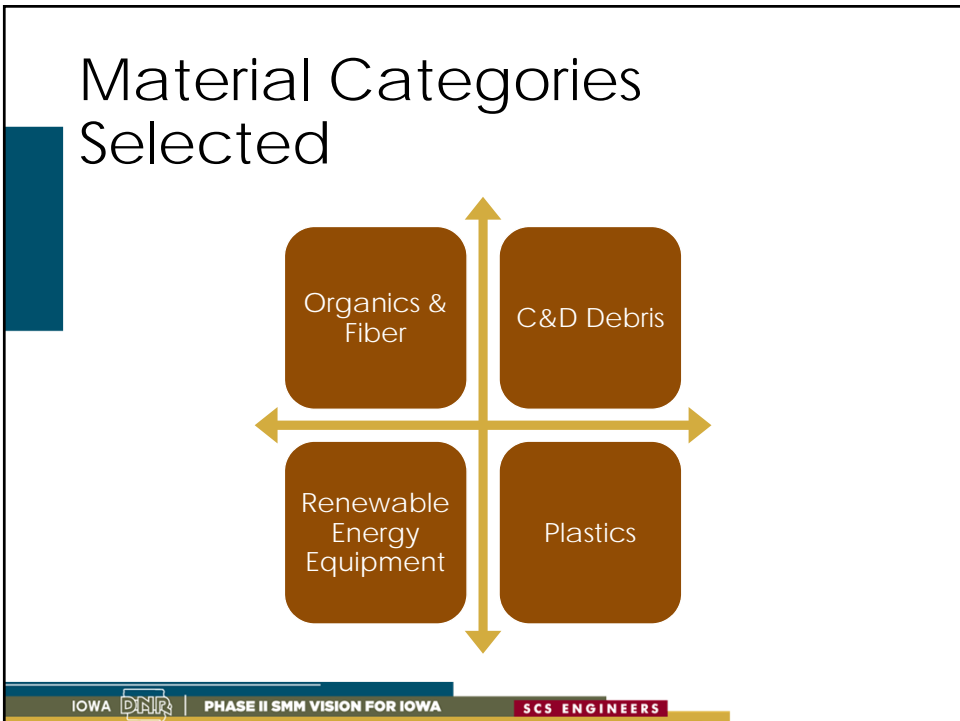 Material Categories
Selected
Organics &
Fiber
C&D Debris
Renewable
Energy
Equipment
Plastics
IOWA DNR | PHASE II SMM VISION FOR IOWA
SCS ENGINEERS